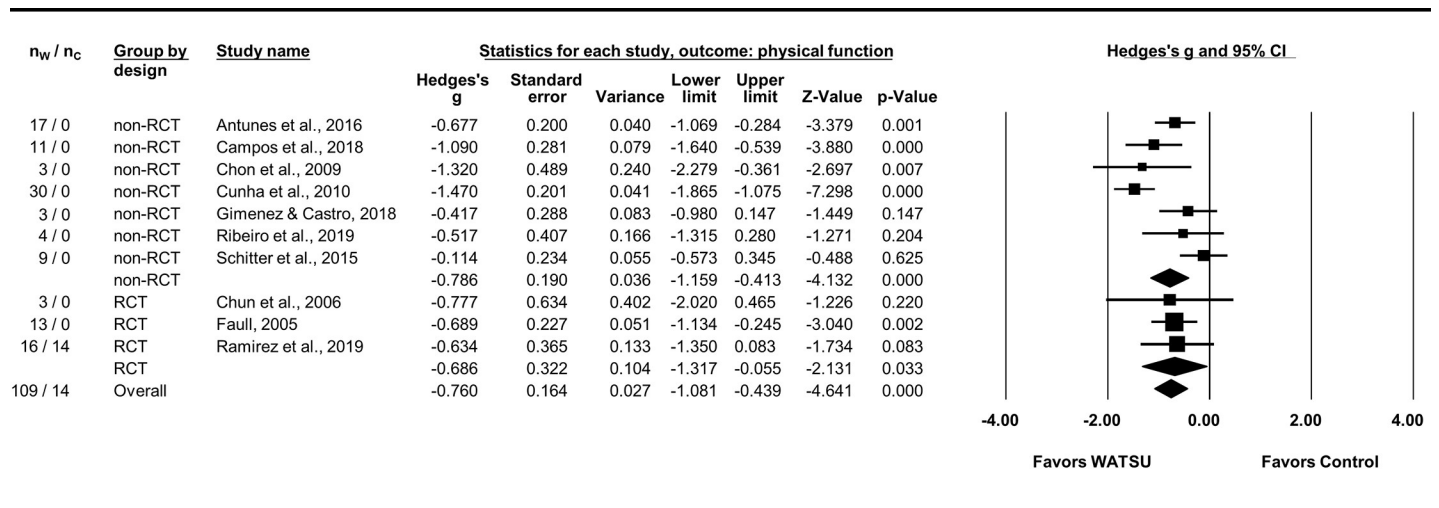 nW / nC Group by design Study name Statistics for each study, outcome: physical function Hedges's g and 95% CI
Hedges's g Standard error Variance Lower limit Upper limit Z-Value p-Value
17 / 0 non-RCT Antunes et al., 2016 -0.677 0.200 0.040 -1.069 -0.284 -3.379 0.001
11 / 0 non-RCT Campos et al., 2018 -1.090 0.281 0.079 -1.640 -0.539 -3.880 0.000
3 / 0 non-RCT Chon et al., 2009 -1.320 0.489 0.240 -2.279 -0.361 -2.697 0.007
30 / 0 non-RCT Cunha et al., 2010 -1.470 0.201 0.041 -1.865 -1.075 -7.298 0.000
3 / 0 non-RCT Gimenez & Castro, 2018 -0.417 0.288 0.083 -0.980 0.147 -1.449 0.147
4 / 0 non-RCT Ribeiro et al., 2019 -0.517 0.407 0.166 -1.315 0.280 -1.271 0.204
9 / 0 non-RCT Schitter et al., 2015 -0.114 0.234 0.055 -0.573 0.345 -0.488 0.625
non-RCT -0.786 0.190 0.036 -1.159 -0.413 -4.132 0.000
3 / 0 RCT Chun et al., 2006 -0.777 0.634 0.402 -2.020 0.465 -1.226 0.220
13 / 0 RCT Faull, 2005 -0.689 0.227 0.051 -1.134 -0.245 -3.040 0.002
16 / 14 RCT Ramirez et al., 2019 -0.634 0.365 0.133 -1.350 0.083 -1.734 0.083
RCT -0.686 0.322 0.104 -1.317 -0.055 -2.131 0.033
109 / 14 Overall -0.760 0.164 0.027 -1.081 -0.439 -4.641 0.000
-4.00 -2.00 0.00 2.00 4.00
Favors WATSU Favors Control